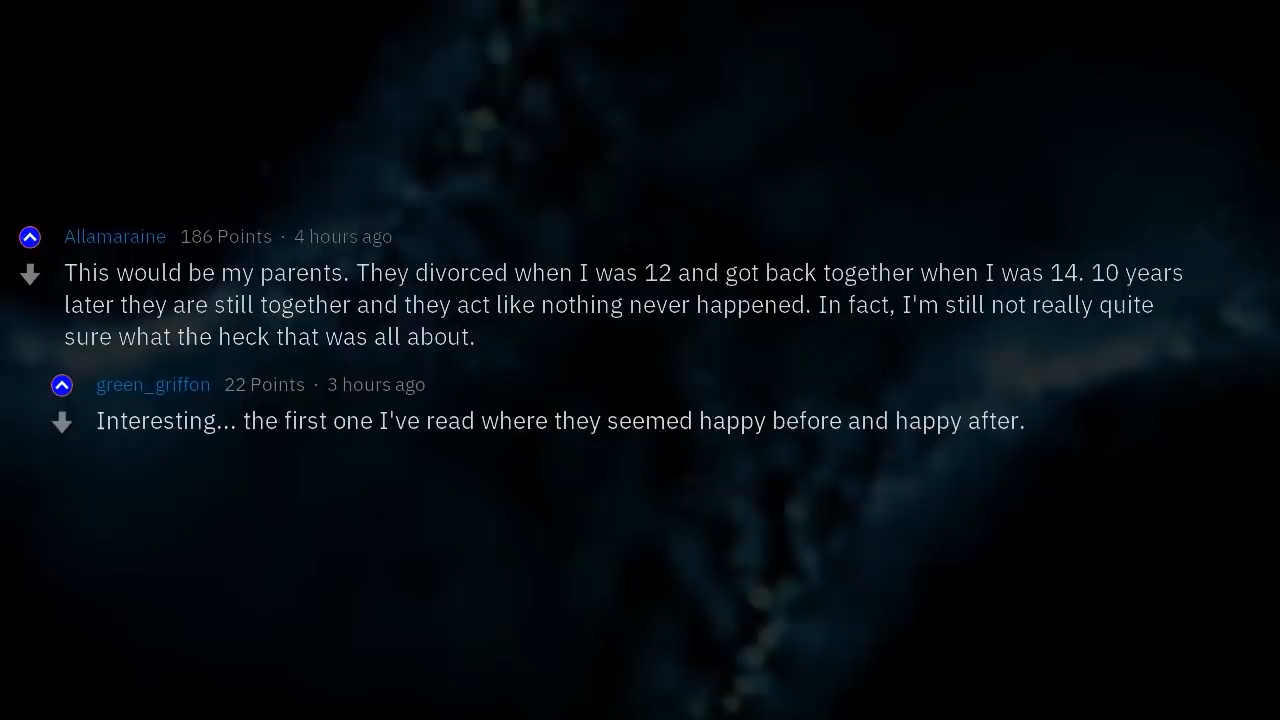 Allamaraine 186 Points · 4 hours ago
This would be my parents. They divorced when I was 12 and got back together when I was 14. 10 years
later they are still together and they act like nothing never happened. In fact, I'm still not really quite
sure what the heck that was all about.
green_griffon 22 Points · 3 hours ago
Interesting... the first one I've read where they seemed happy before and happy after.